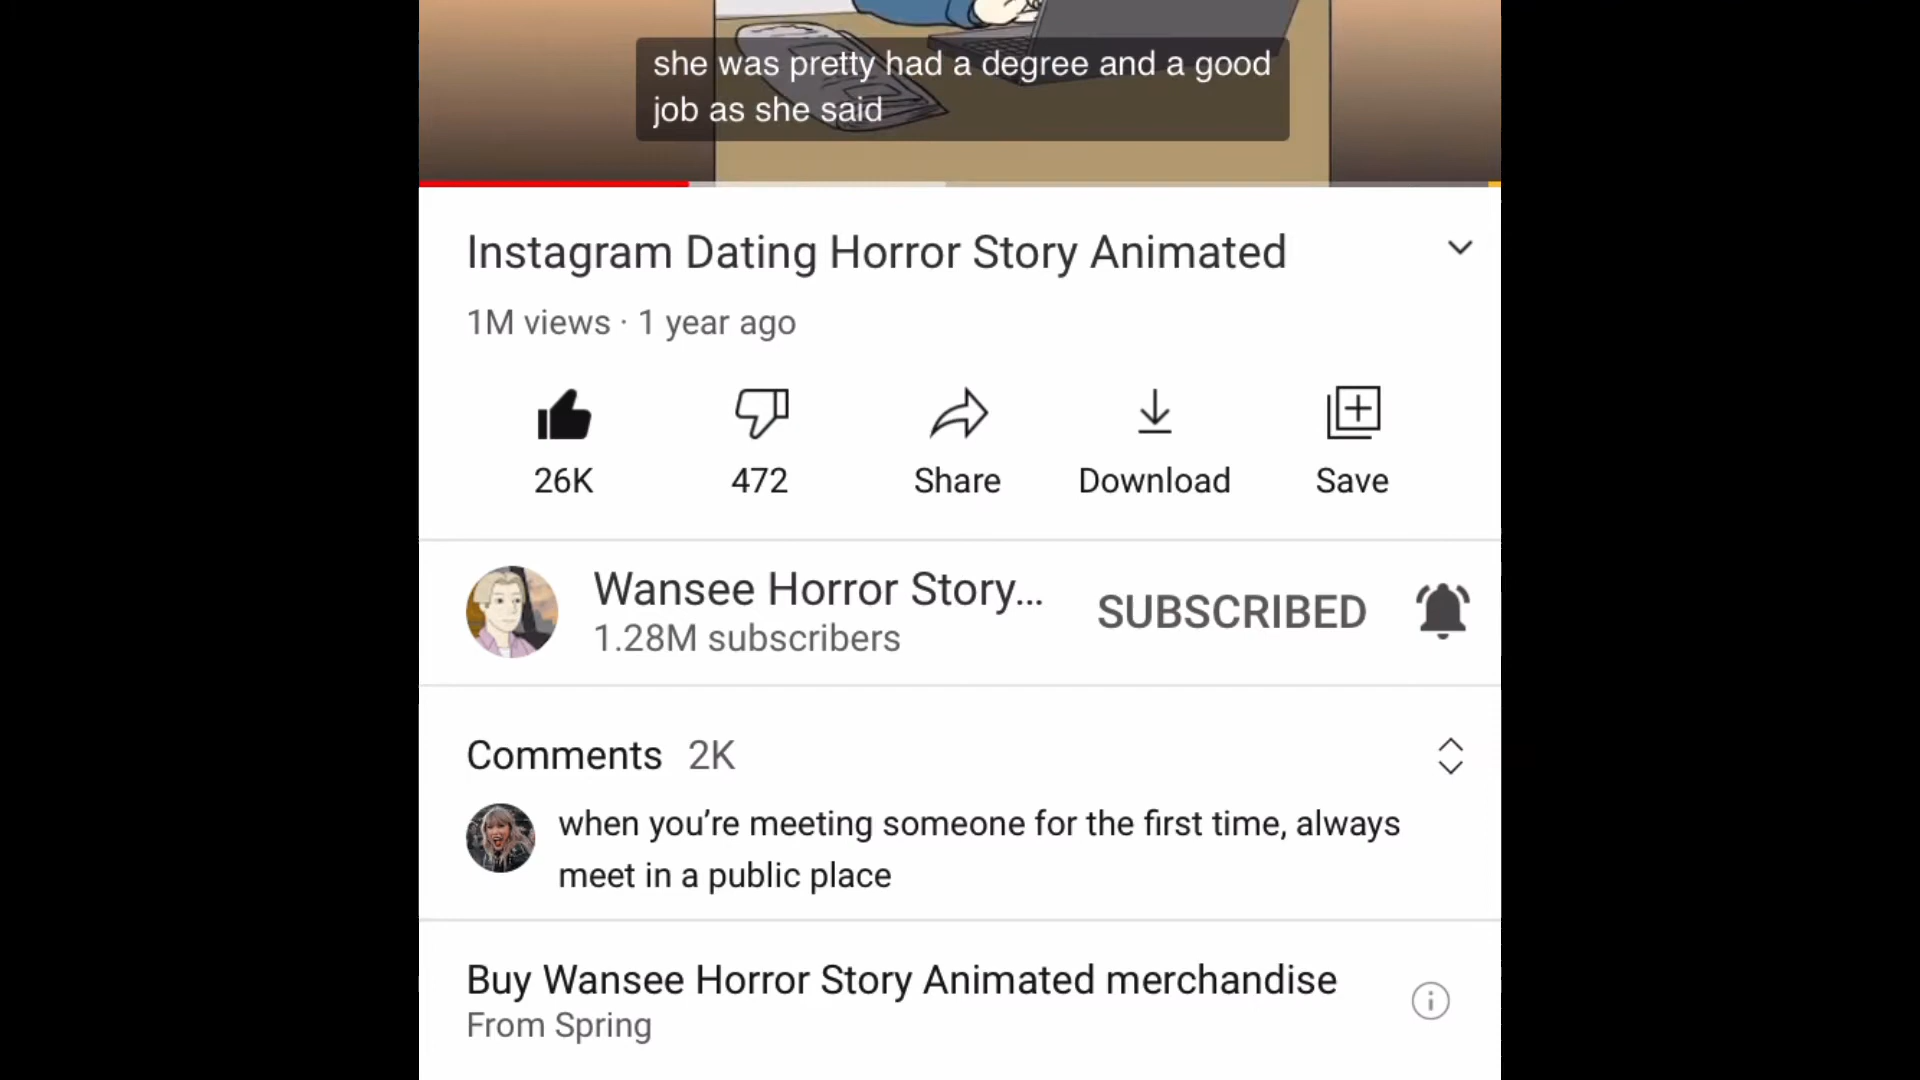 she was pretty had a degree and a good
job as she said
Instagram Dating Horror Story Animated
1M views · 1 year ago
26K
472
Share
Download
Save
Wansee Horror Story...
1.28M subscribers
SUBSCRIBED
Comments 2K
when you’re meeting someone for the first time, always
meet in a public place
Buy Wansee Horror Story Animated merchandise
From Spring